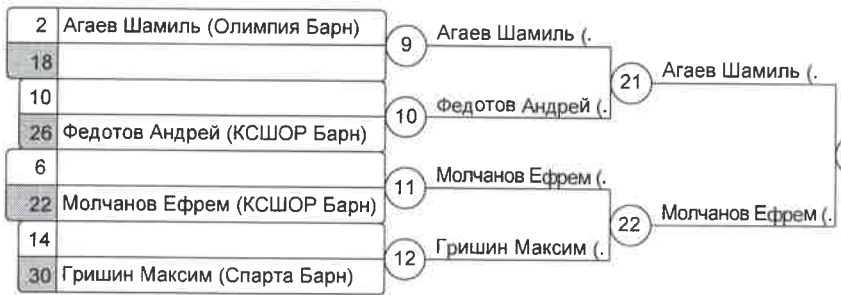 2 Агаев Шамиль (Олимпия Барн)
18
10
26 Федотов Андрей (КСШОР Барн)
6
22 Молчанов Ефрем (КСШОР Барн)
14
30 Гришин Максим (Спарта Барн)
9 Агаев Шамиль (.
10 Федотов Андрей (.
11 Молчанов Ефрем (.
12 Гришин Максим (.
21 Агаев Шамиль (.
22 Молчанов Ефрем (.